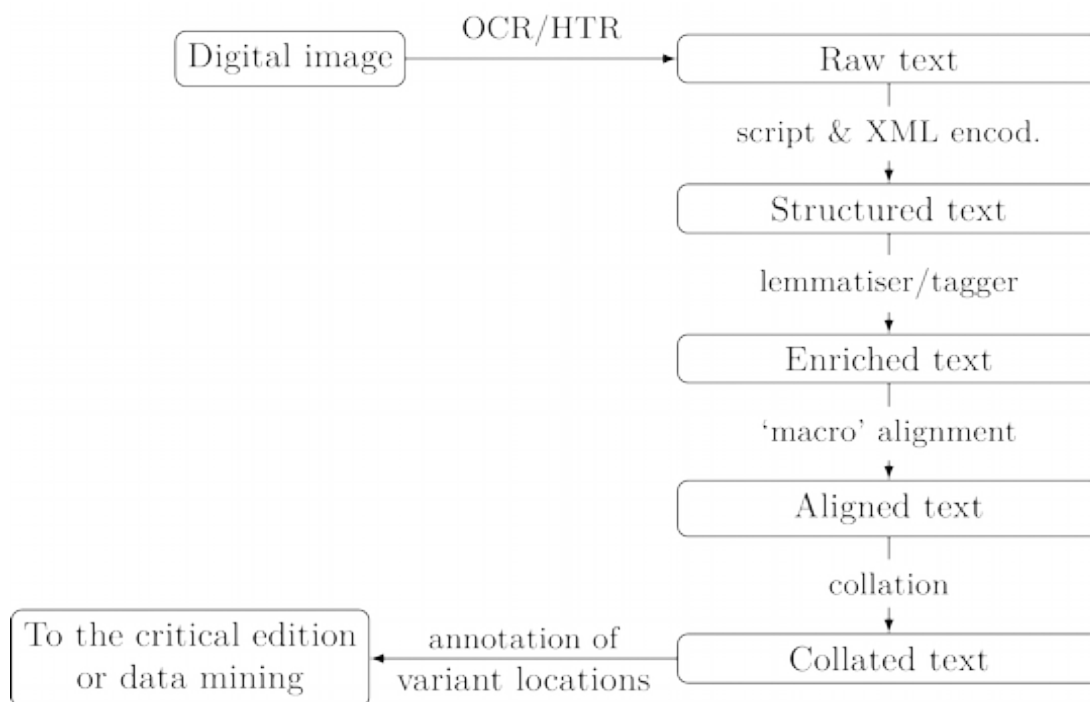 OCR/HTR
Digital image
Raw text
script & XML encod.
Structured text
lemmatiser/tagger
Enriched text
‘macro’ alignment
Aligned text
collation
To the critical edition
or data mining
annotation of
variant locations
Collated text